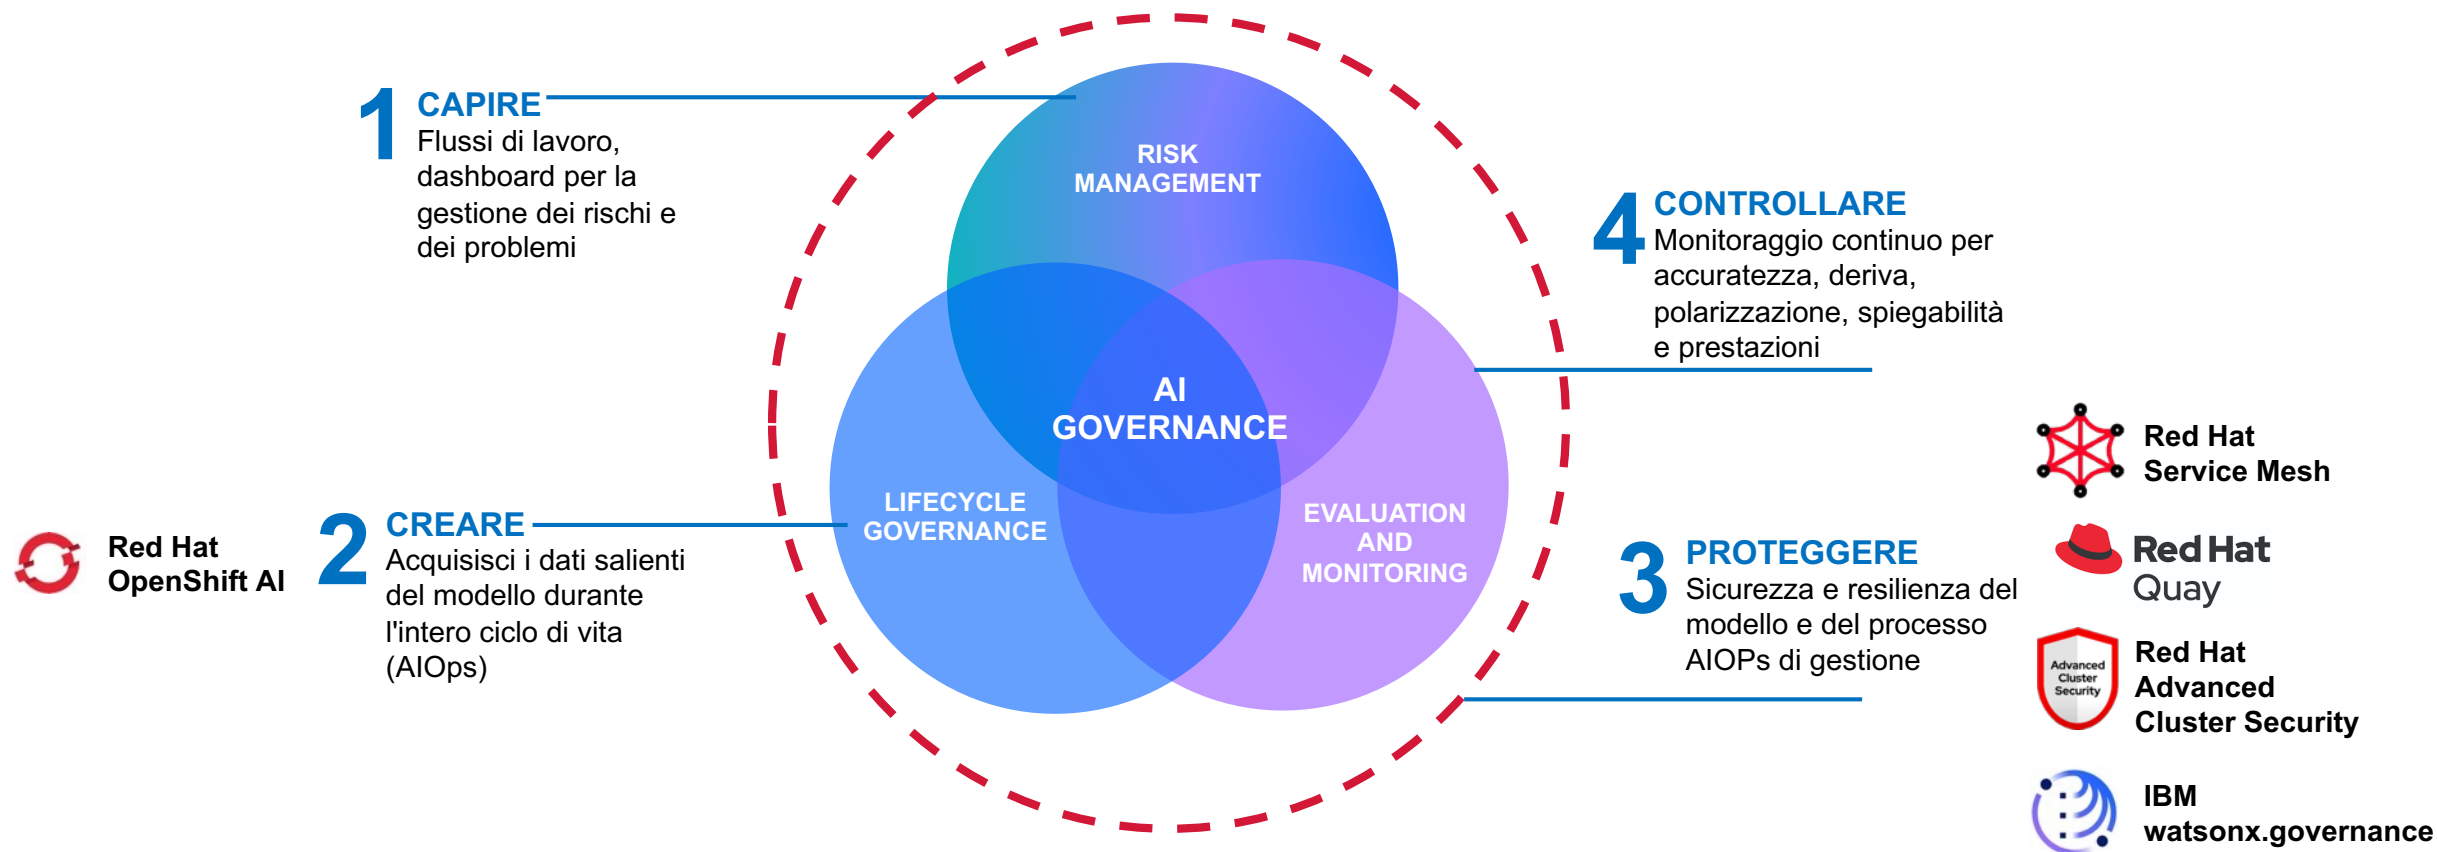 1
CAPIRE
Flussi di lavoro,
dashboard per la
gestione dei rischi e
dei problemi
RISK
MANAGEMENT
4
CONTROLLARE
Monitoraggio continuo per
accuratezza, deriva,
polarizzazione, spiegabilità
e prestazioni
AI
GOVERNANCE
LIFECYCLE
GOVERNANCE
EVALUATION
AND
MONITORING
Red Hat
OpenShift AI
2
CREARE
Acquisisci i dati salienti
del modello durante
l'intero ciclo di vita
(AIOps)
3
PROTEGGERE
Sicurezza e resilienza del
modello e del processo
AIOPs di gestione
Red Hat
Service Mesh
Red Hat
Quay
Advanced
Cluster
Security
Red Hat
Advanced
Cluster Security
IBM
watsonx.governance